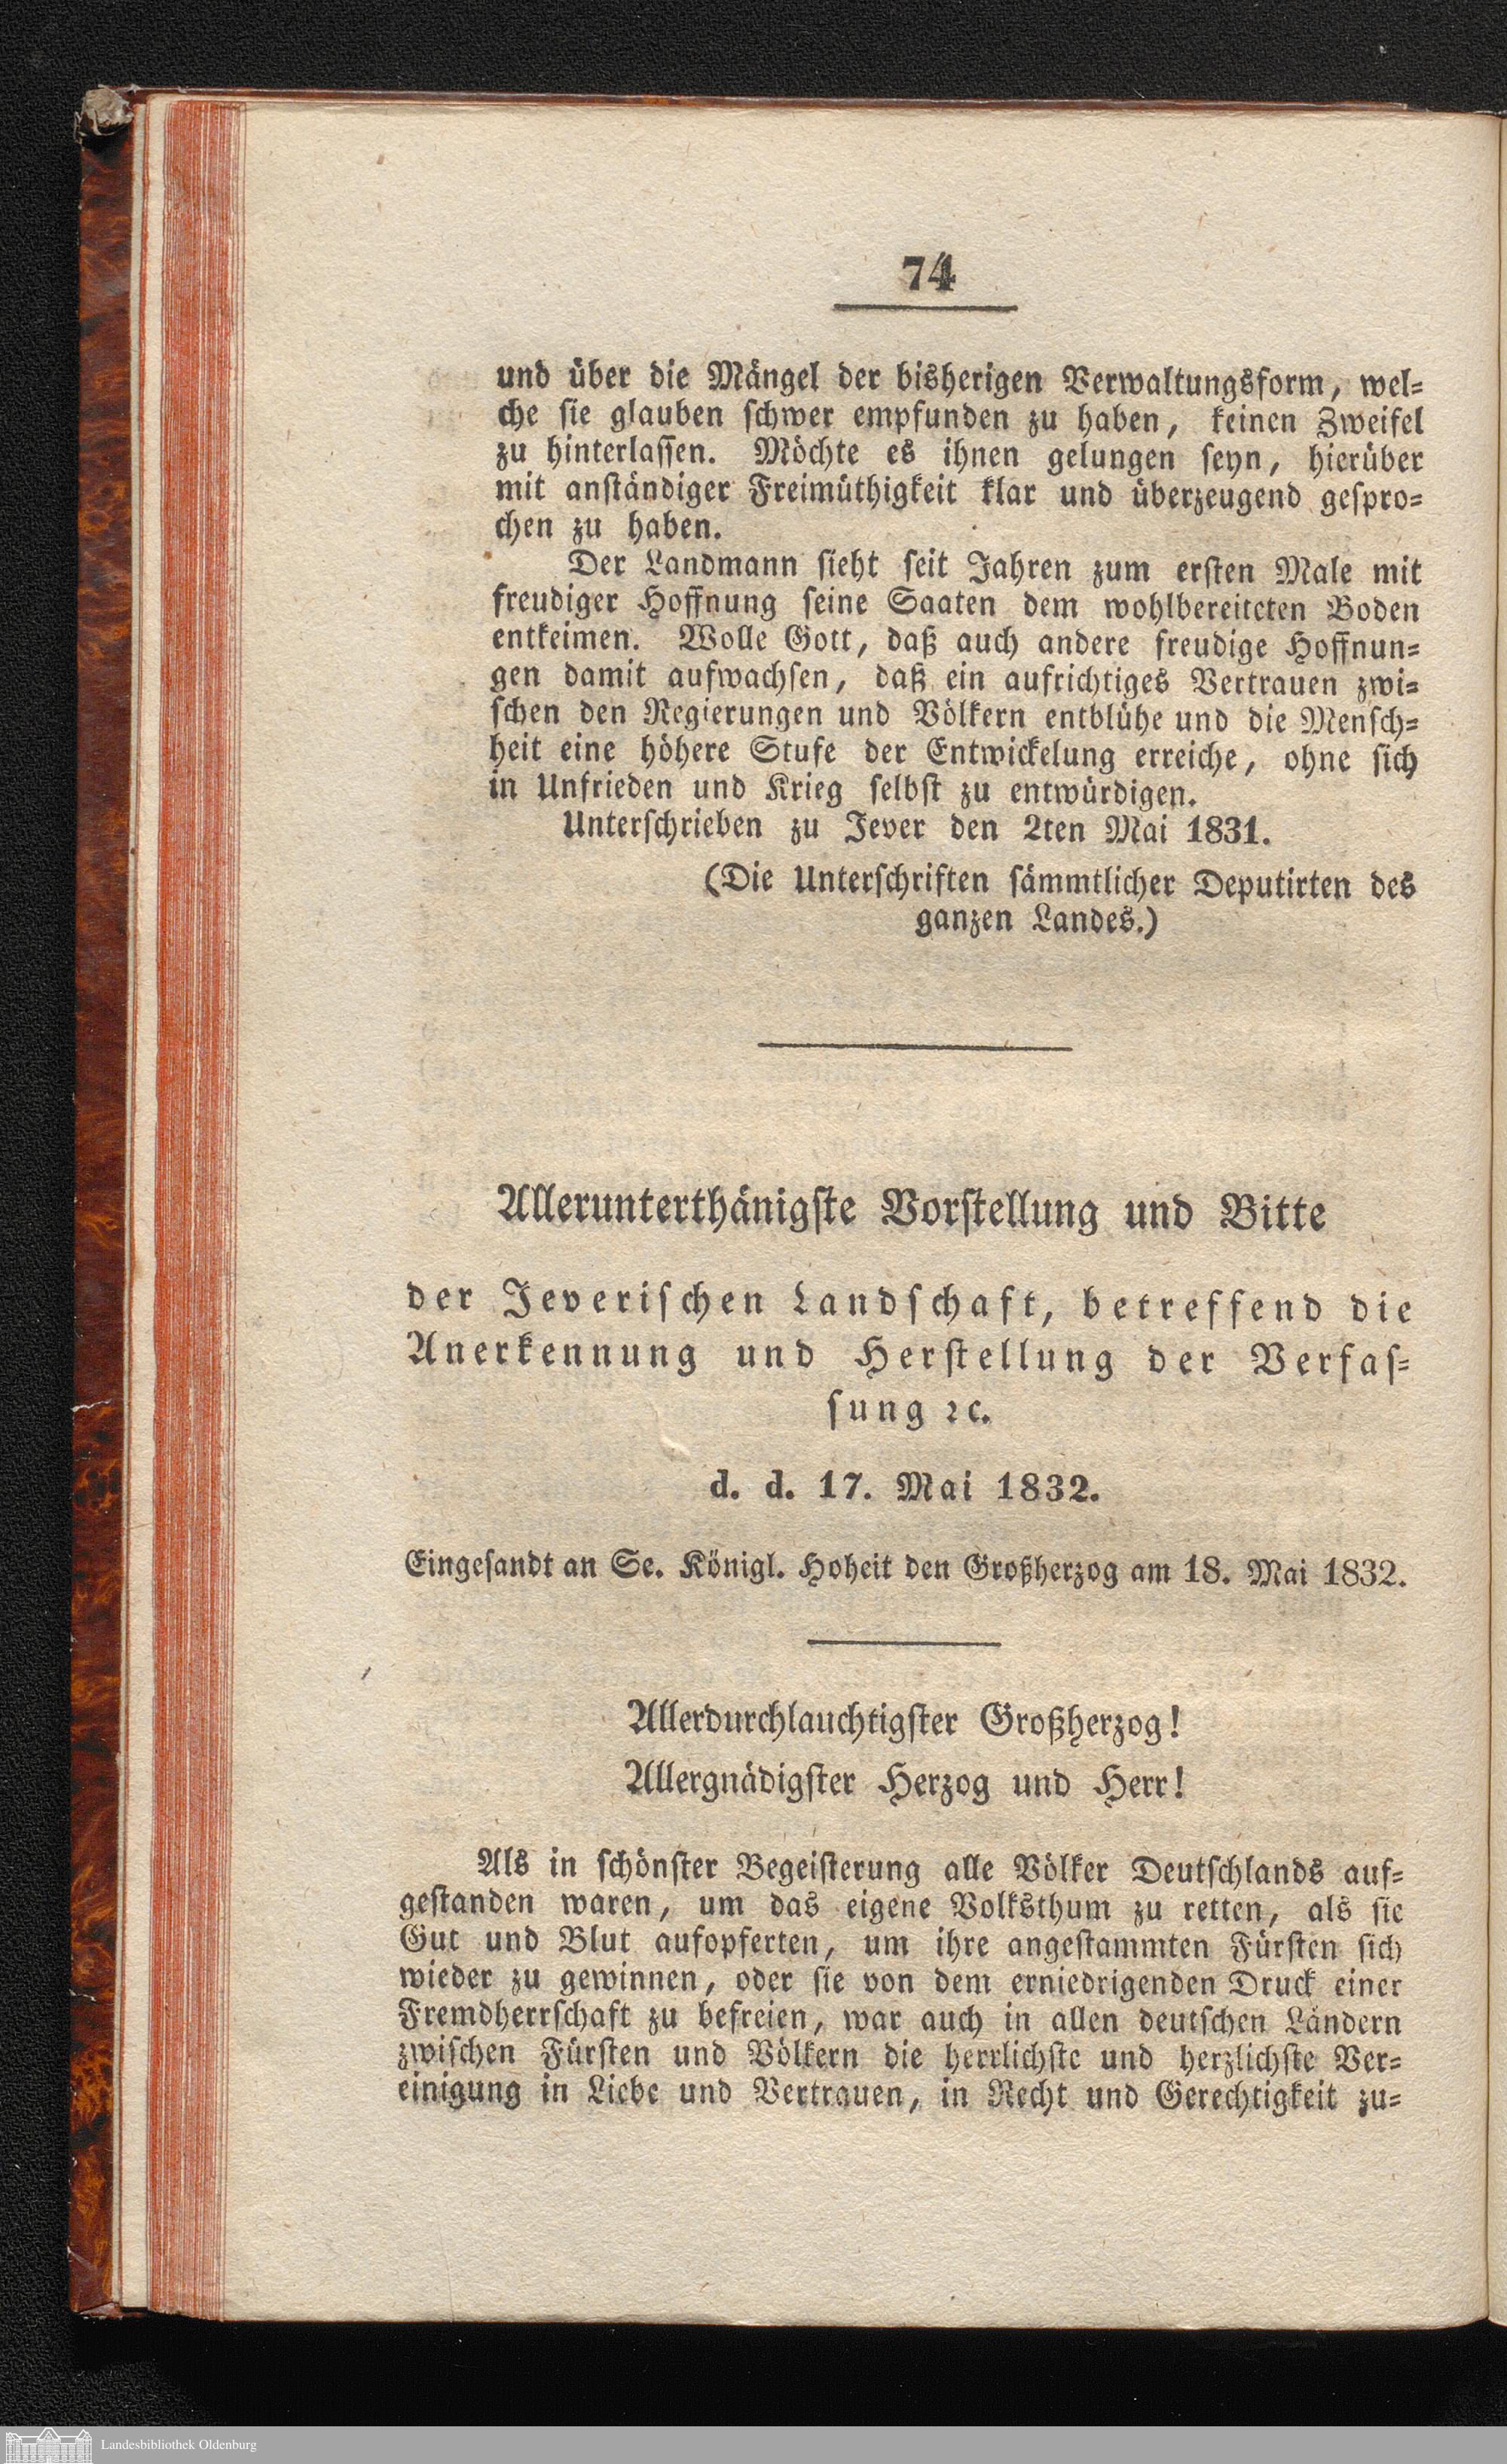 74
und über die Mängel der bisherigen Verwaltungsform, wel=
che sie glauben schwer empfunden zu haben, keinen Zweifel
zu hinterlassen. Möchte es ihnen gelungen seyn, hierüber
mit anständiger Freimüthigkeit klar und überzeugend gespro=
chen zu haben.
Der Landmann sieht seit Jahren zum ersten Male mit
freudiger Hoffnung seine Saaten dem wohlbereiteten Boden
entkeimen. Wolle Gott, daß auch andere freudige Hoffnun=
gen damit aufwachsen, daß ein aufrichtiges Vertrauen zwi=
schen den Regierungen und Völkern entblühe und die Mensch=
heit eine höhere Stufe der Entwickelung erreiche, ohne sich
in Unfrieden und Krieg selbst zu entwürdigen.
Unterschrieben zu Jever den 2ten Mai 1831.
(Die Unterschriften sämmtlicher Deputirten des
ganzen Landes.)
Allerunterthänigste Vorstellung und Bitte
der Jeverischen Landschaft, betreffend die
Anerkennung und Herstellung der Verfas=
sung ꝛc.
d. d. 17. Mai 1832.
Eingesandt an Se. Königl. Hoheit den Großherzog am 18. Mai 1832.
Allerdurchlauchtigster Großherzog!
Allergnädigster Herzog und Herr!
Als in schönster Begeisterung alle Völker Deutschlands auf=
gestanden waren, um das eigene Volksthum zu retten, als sie
Gut und Blut aufopferten, um ihre angestammten Fürsten sich
wieder zu gewinnen, oder sie von dem erniedrigenden Druck einer
Fremdherrschaft zu befreien, war auch in allen deutschen Ländern
zwischen Fürsten und Völkern die herrlichste und herzlichste Ver=
einigung in Liebe und Vertrauen, in Recht und Gerechtigkeit zu=
Landesbibliothek Oldenburg